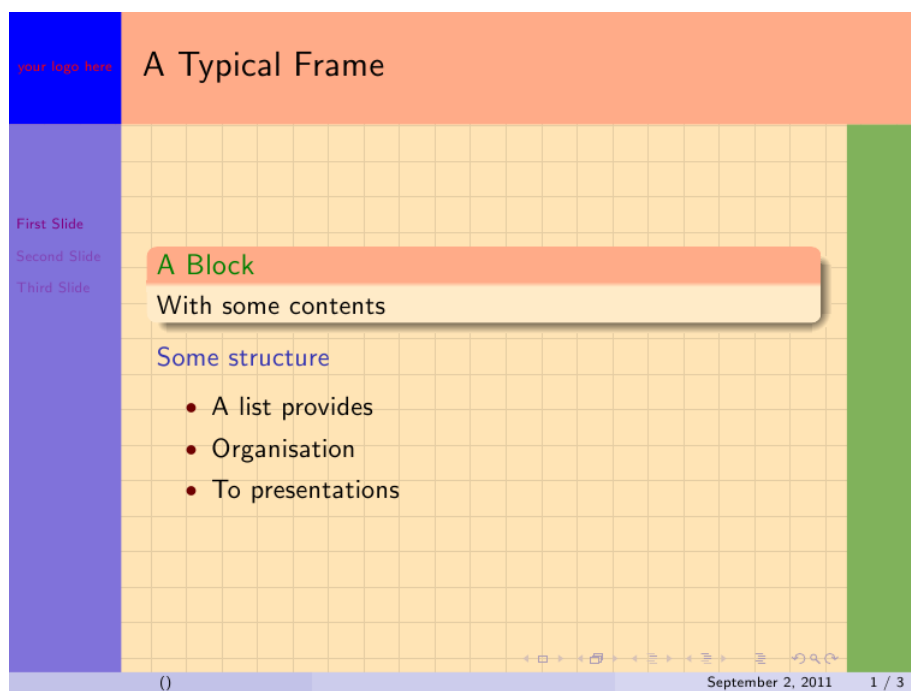 your logo here
A Typical Frame
First Slide
Second Slide
Third Slide
A Block
With some contents
Some structure
• A list provides
• Organisation
• To presentations
()
September 2, 2011
1 / 3